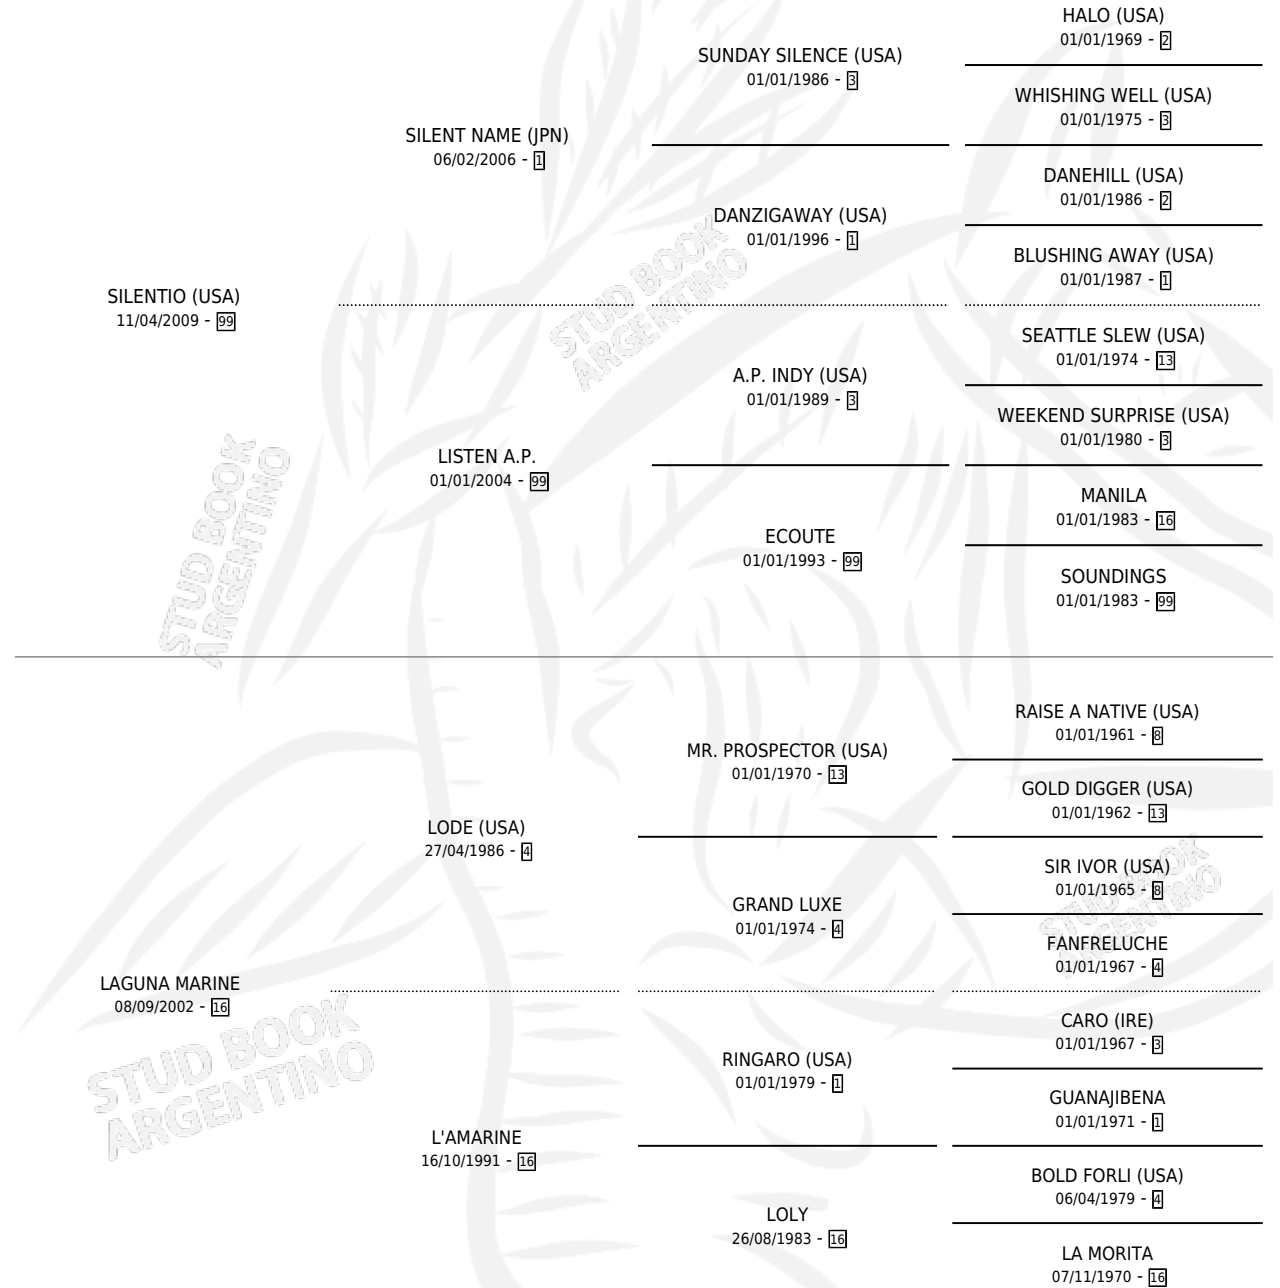 HALO (USA)
01/01/1969 - 2
SUNDAY SILENCE (USA)
01/01/1986 - 3
WHISHING WELL (USA)
01/01/1975 - 3
SILENT NAME (JPN)
06/02/2006 - 1
DANEHILL (USA)
01/01/1986 - 2
DANZIGAWAY (USA)
01/01/1996 - 1
BLUSHING AWAY (USA)
01/01/1987 - 1
SILENTIO (USA)
11/04/2009 - 99
SEATTLE SLEW (USA)
01/01/1974 - 13
A.P. INDY (USA)
01/01/1989 - 3
WEEKEND SURPRISE (USA)
01/01/1980 - 3
LISTEN A.P.
01/01/2004 - 99
MANILA
01/01/1983 - 16
ECOUTE
01/01/1993 - 99
SOUNDINGS
01/01/1983 - 99
STUD BOOK
ARGENTINO
STUD BOOK
ARGENTINO
RAISE A NATIVE (USA)
01/01/1961 - 8
MR. PROSPECTOR (USA)
01/01/1970 - 13
GOLD DIGGER (USA)
01/01/1962 - 13
LODE (USA)
27/04/1986 - 4
SIR IVOR (USA)
01/01/1965 - 8
GRAND LUXE
01/01/1974 - 4
FANFRELUCHE
01/01/1967 - 4
STUD BOOK
ARGENTINO
LAGUNA MARINE
08/09/2002 - 16
CARO (IRE)
01/01/1967 - 3
RINGARO (USA)
01/01/1979 - 1
GUANAJIBENA
01/01/1971 - 1
STUD BOOK
ARGENTINO
L'AMARINE
16/10/1991 - 16
BOLD FORLI (USA)
06/04/1979 - 4
LOLY
26/08/1983 - 16
LA MORITA
07/11/1970 - 16